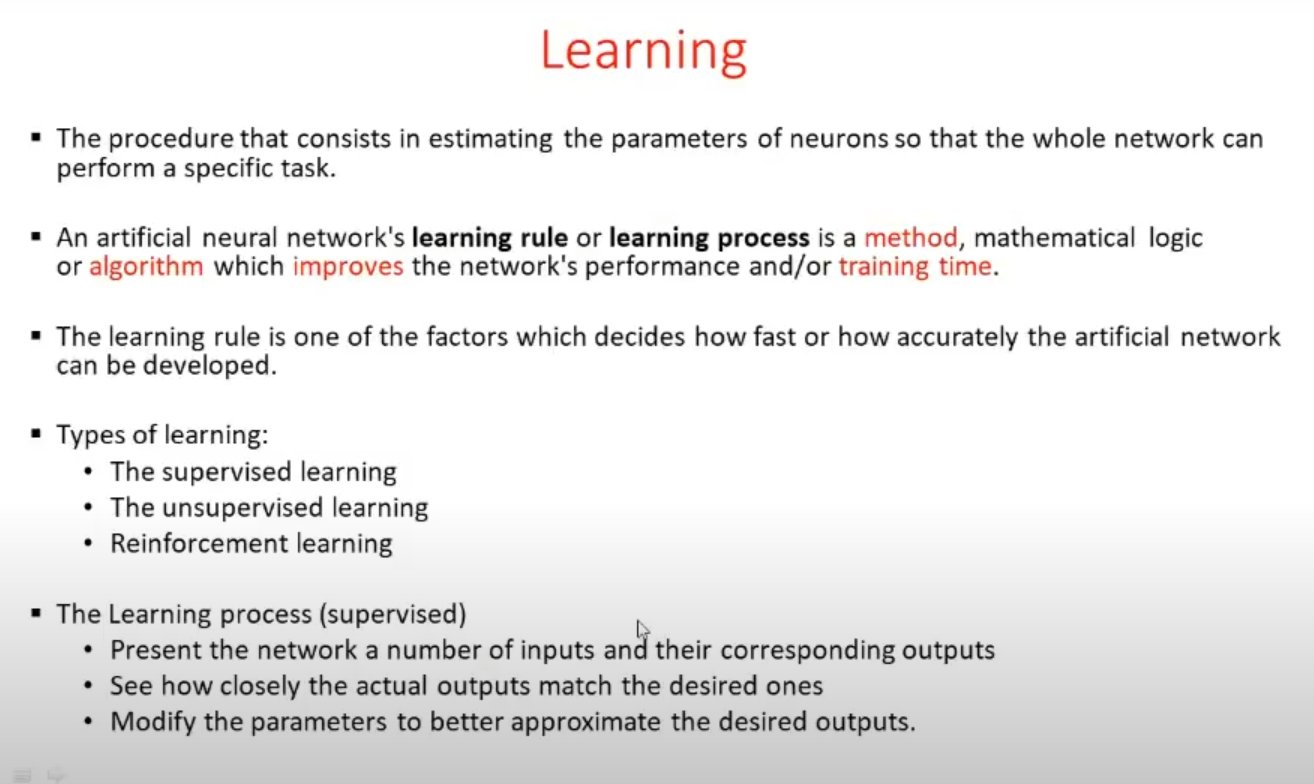 Learning
▪ The procedure that consists in estimating the parameters of neurons so that the whole network can
perform a specific task.
▪ An artificial neural network's learning rule or learning process is a method, mathematical logic
or algorithm which improves the network's performance and/or training time.
▪ The learning rule is one of the factors which decides how fast or how accurately the artificial network
can be developed.
▪ Types of learning:
• The supervised learning
• The unsupervised learning
• Reinforcement learning
▪ The Learning process (supervised)
• Present the network a number of inputs and their corresponding outputs
• See how closely the actual outputs match the desired ones
• Modify the parameters to better approximate the desired outputs.